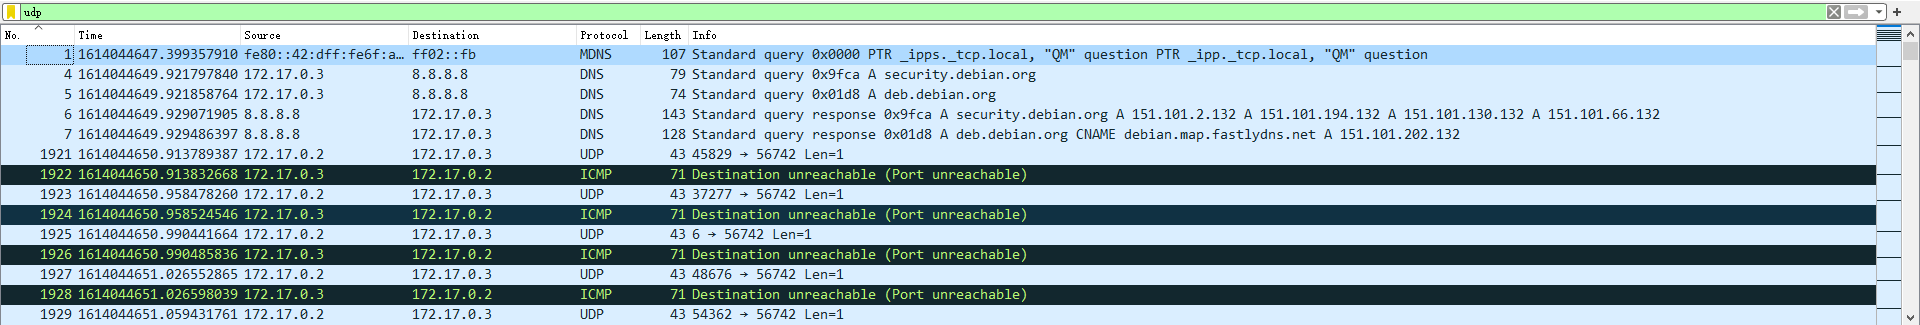 udp
No. Time Source Destination Protocol Length Info
1 1614044647.399357910 fe80::42:dff:fe6f:a… ff02::fb MDNS 107 Standard query 0x0000 PTR _ipps._tcp.local, "QM" question PTR _ipp._tcp.local, "QM" question
4 1614044649.921797840 172.17.0.3 8.8.8.8 DNS 79 Standard query 0x9fca A security.debian.org
5 1614044649.921858764 172.17.0.3 8.8.8.8 DNS 74 Standard query 0x01d8 A deb.debian.org
6 1614044649.929071905 8.8.8.8 172.17.0.3 DNS 143 Standard query response 0x9fca A security.debian.org A 151.101.2.132 A 151.101.194.132 A 151.101.130.132 A 151.101.66.132
7 1614044649.929486397 8.8.8.8 172.17.0.3 DNS 128 Standard query response 0x01d8 A deb.debian.org CNAME debian.map.fastlydns.net A 151.101.202.132
1921 1614044650.913789387 172.17.0.2 172.17.0.3 UDP 43 45829 → 56742 Len=1
1922 1614044650.913832668 172.17.0.3 172.17.0.2 ICMP 71 Destination unreachable (Port unreachable)
1923 1614044650.958478260 172.17.0.2 172.17.0.3 UDP 43 37277 → 56742 Len=1
1924 1614044650.958524546 172.17.0.3 172.17.0.2 ICMP 71 Destination unreachable (Port unreachable)
1925 1614044650.990441664 172.17.0.2 172.17.0.3 UDP 43 6 → 56742 Len=1
1926 1614044650.990485836 172.17.0.3 172.17.0.2 ICMP 71 Destination unreachable (Port unreachable)
1927 1614044651.026552865 172.17.0.2 172.17.0.3 UDP 43 48676 → 56742 Len=1
1928 1614044651.026598039 172.17.0.3 172.17.0.2 ICMP 71 Destination unreachable (Port unreachable)
1929 1614044651.059431761 172.17.0.2 172.17.0.3 UDP 43 54362 → 56742 Len=1